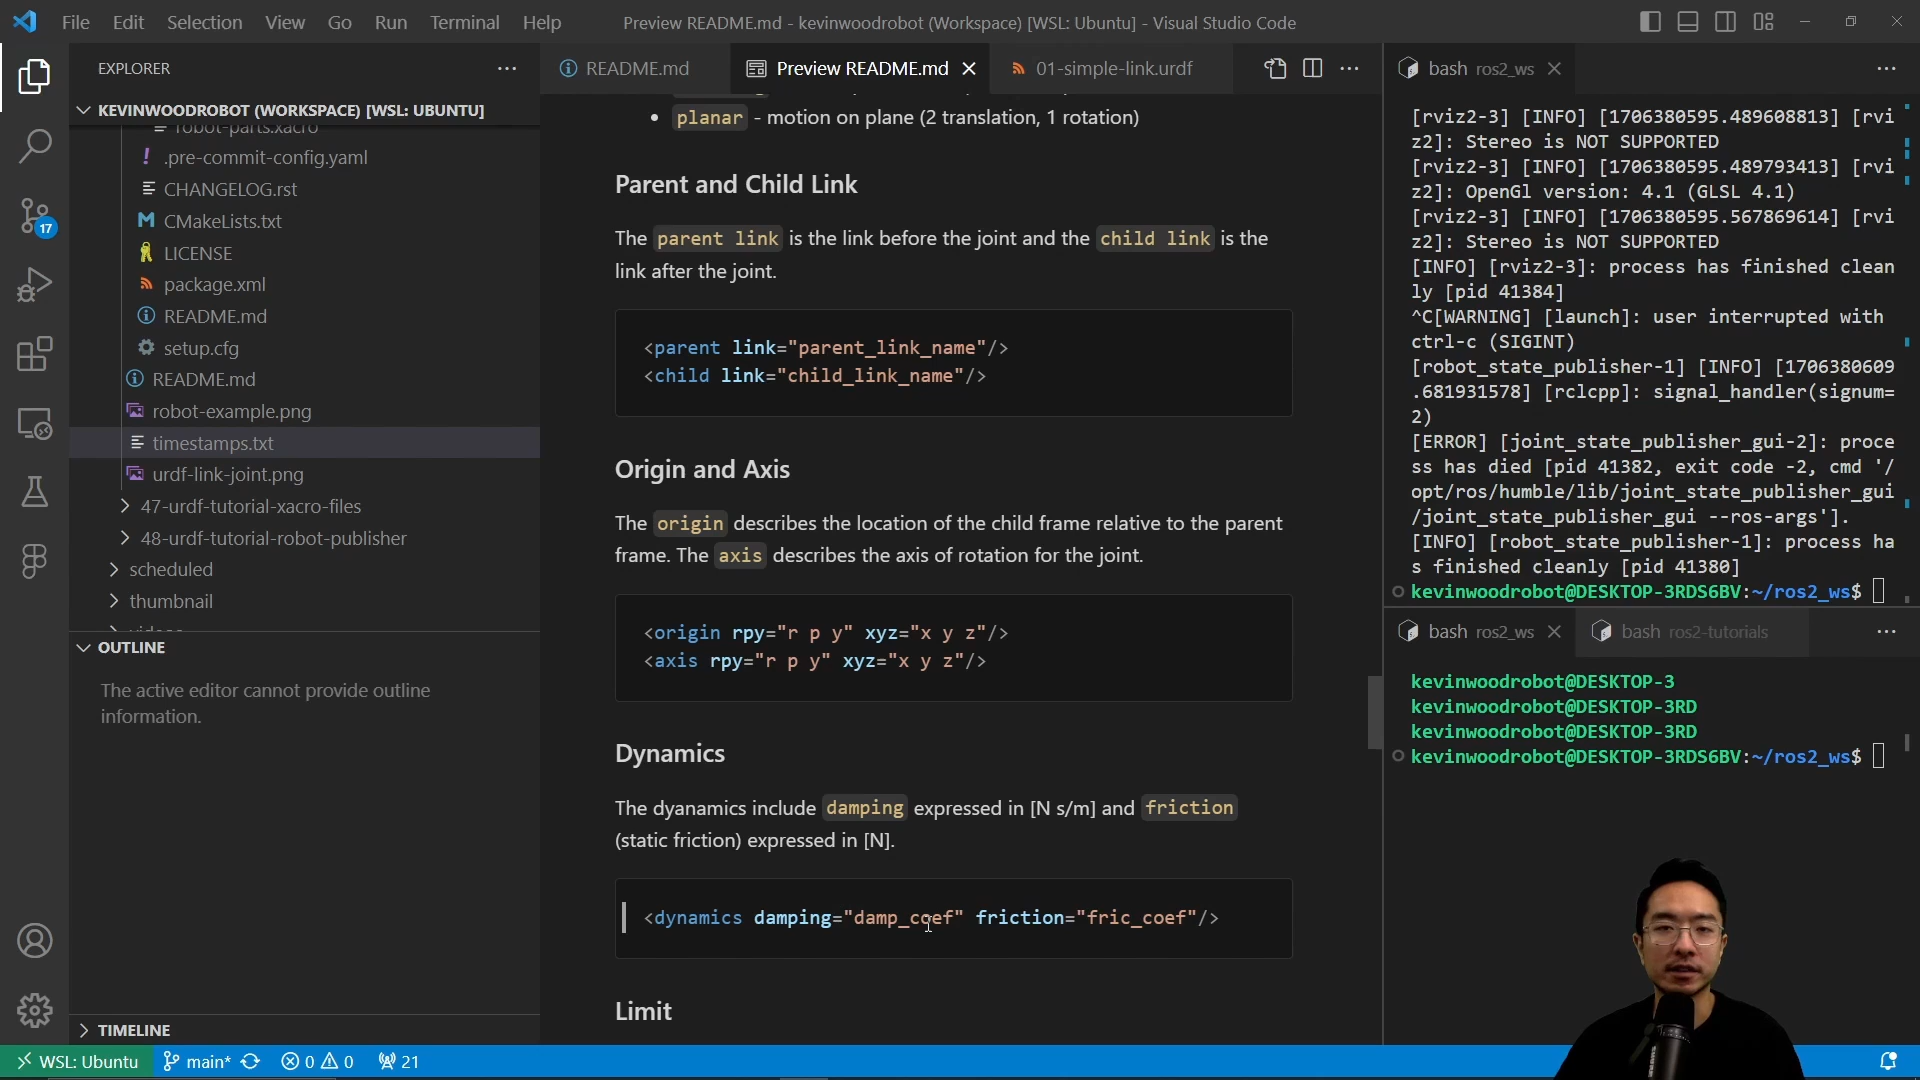 File Edit Selection View Go Run Terminal Help
Preview README.md - kevinwoodrobot (Workspace) [WSL: Ubuntu] - Visual Studio Code
EXPLORER
KEVINWOODROBOT (WORKSPACE) [WSL: UBUNTU]
robot-parts.xacro
.pre-commit-config.yaml
CHANGELOG.rst
CMakeLists.txt
LICENSE
package.xml
README.md
setup.cfg
README.md
robot-example.png
timestamps.txt
urdf-link-joint.png
47-urdf-tutorial-xacro-files
48-urdf-tutorial-robot-publisher
scheduled
thumbnail
17
OUTLINE
The active editor cannot provide outline
information.
TIMELINE
README.md
Preview README.md
01-simple-link.urdf
planar - motion on plane (2 translation, 1 rotation)
Parent and Child Link
The parent link is the link before the joint and the child link is the
link after the joint.
<parent link="parent_link_name"/>
<child link="child_link_name"/>
Origin and Axis
The origin describes the location of the child frame relative to the parent
frame. The axis describes the axis of rotation for the joint.
<origin rpy="r p y" xyz="x y z"/>
<axis rpy="r p y" xyz="x y z"/>
Dynamics
The dyanamics include damping expressed in [N s/m] and friction
(static friction) expressed in [N].
<dynamics damping="damp_coef" friction="fric_coef"/>
Limit
bash ros2_ws
[rviz2-3] [INFO] [1706380595.489608813] [rvi
z2]: Stereo is NOT SUPPORTED
[rviz2-3] [INFO] [1706380595.489793413] [rvi
z2]: OpenGl version: 4.1 (GLSL 4.1)
[rviz2-3] [INFO] [1706380595.567869614] [rvi
z2]: Stereo is NOT SUPPORTED
[INFO] [rviz2-3]: process has finished clean
ly [pid 41384]
^C[WARNING] [launch]: user interrupted with
ctrl-c (SIGINT)
[robot_state_publisher-1] [INFO] [1706380609
.681931578] [rclcpp]: signal_handler(signum=
2)
[ERROR] [joint_state_publisher_gui-2]: proce
ss has died [pid 41382, exit code -2, cmd '/
opt/ros/humble/lib/joint_state_publisher_gui
/joint_state_publisher_gui --ros-args'].
[INFO] [robot_state_publisher-1]: process ha
s finished cleanly [pid 41380]
kevinwoodrobot@DESKTOP-3RDS6BV:~/ros2_ws$
bash ros2_ws
bash ros2-tutorials
kevinwoodrobot@DESKTOP-3
kevinwoodrobot@DESKTOP-3RD
kevinwoodrobot@DESKTOP-3RD
kevinwoodrobot@DESKTOP-3RDS6BV:~/ros2_ws$
WSL: Ubuntu main* 0 0 21